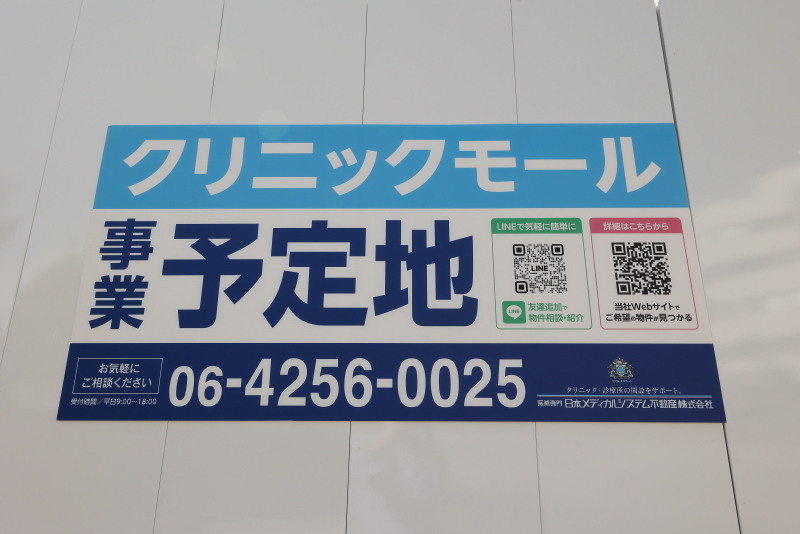 クリニックモール
事業
予定地
LINEで気軽に簡単に
LINE
友達追加で
物件相談・紹介
詳細はこちらから
当社Webサイトで
ご希望の物件が見つかる
お気軽に
ご相談ください
受付時間／平日9:00〜18:00
06-4256-0025
クリニック・診療所の開設をサポート。
医療専門 日本メディカルシステム不動産株式会社